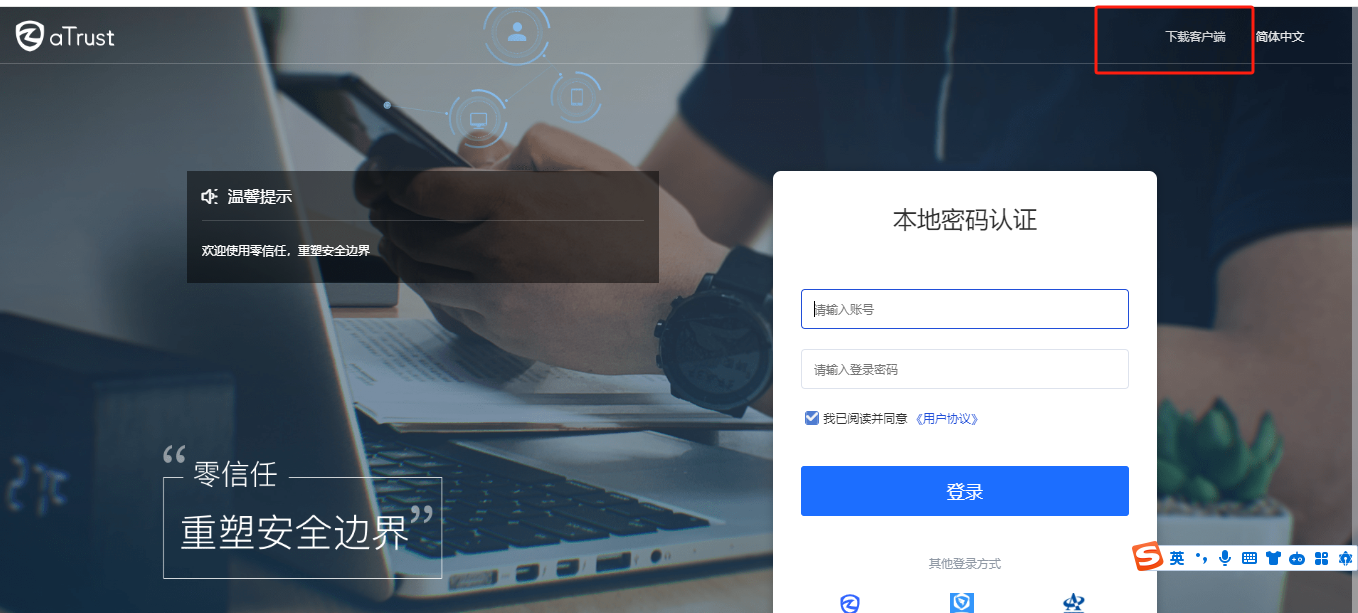 aTrust
下载客户端
简体中文
温馨提示
欢迎使用零信任，重塑安全边界
本地密码认证
请输入账号
请输入登录密码
我已阅读并同意 《用户协议》
登录
其他登录方式
“ 零信任
重塑安全边界 ”
英